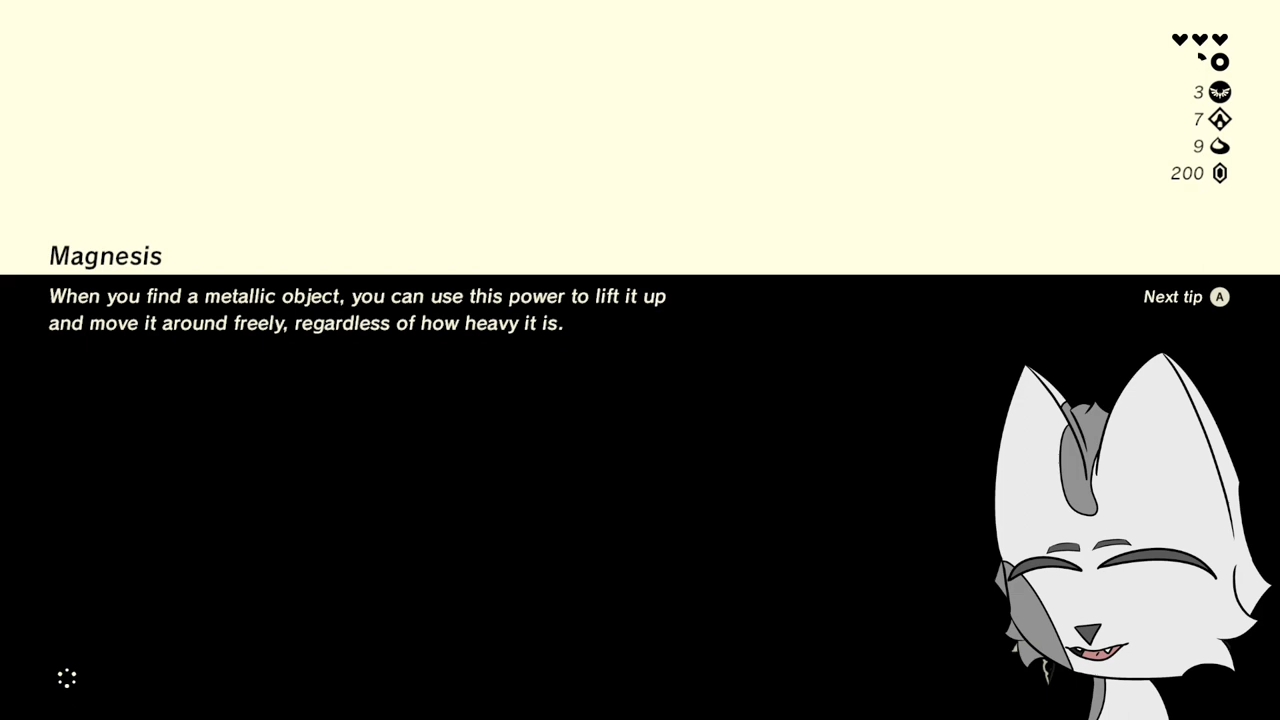 3
7
9
200
Magnesis
When you find a metallic object, you can use this power to lift it up
and move it around freely, regardless of how heavy it is.
Next tip A